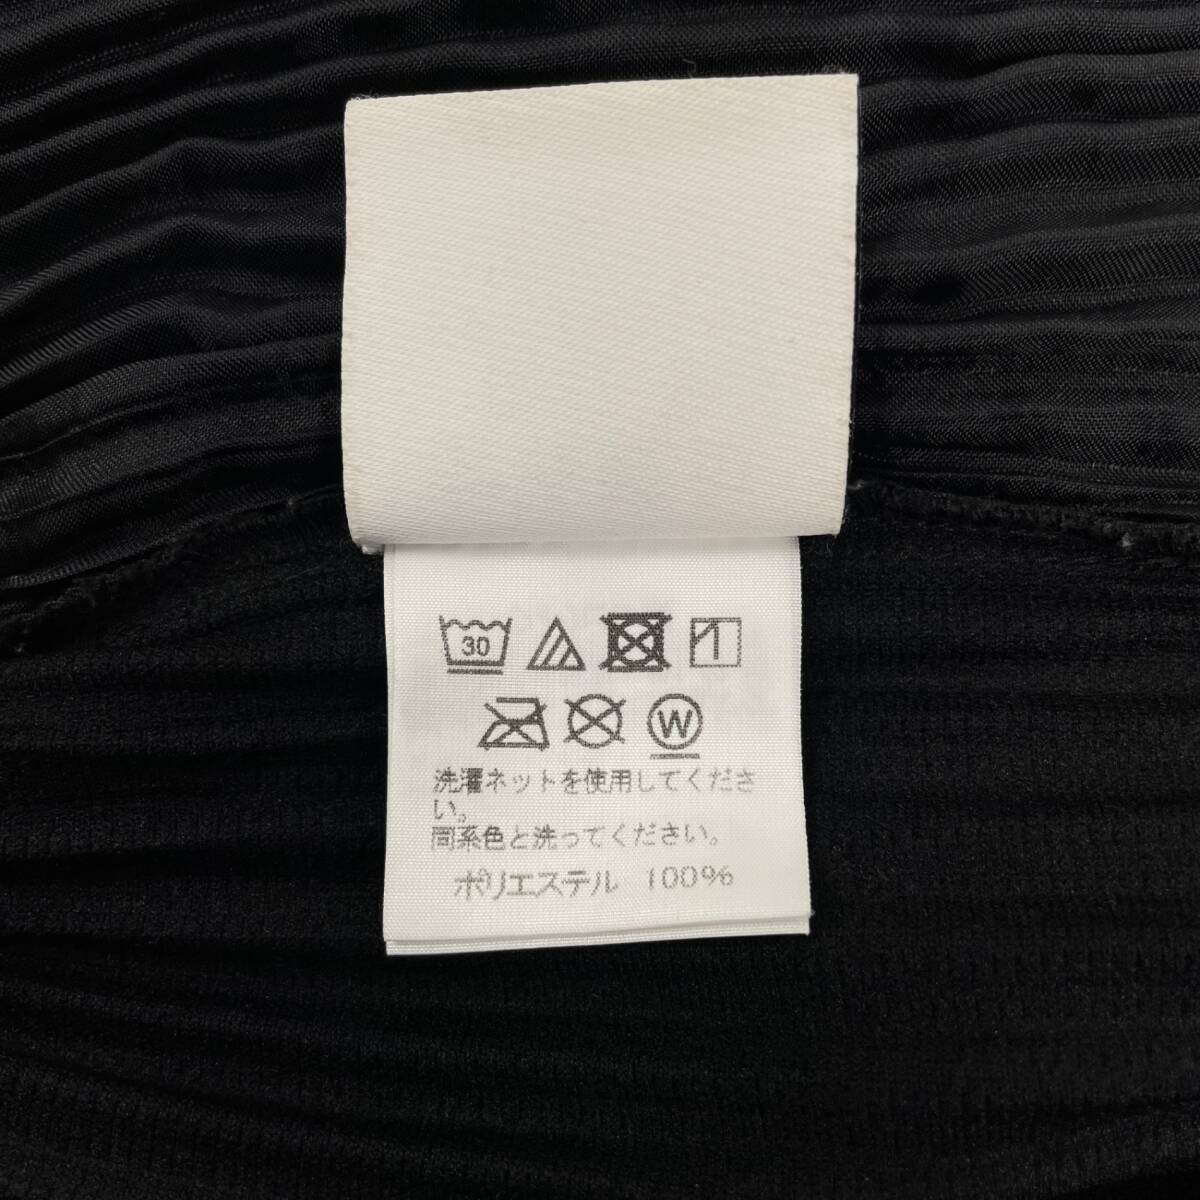 30
W
洗濯ネットを使用してくださ
い。
同系色と洗ってください。
ポリエステル 100%